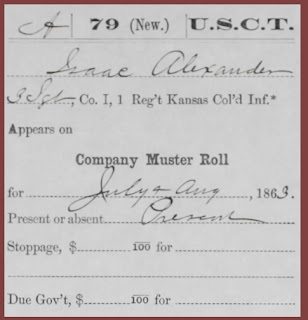 A 79 (New.) U.S.C.T.
Isaac Alexander
3 Sgt, Co. I, 1 Reg't Kansas Col'd Inf.*
Appears on
Company Muster Roll
for July & Aug, 1863.
Present or absent Present
Stoppage, $ 100 for
Due Gov't, $ 100 for